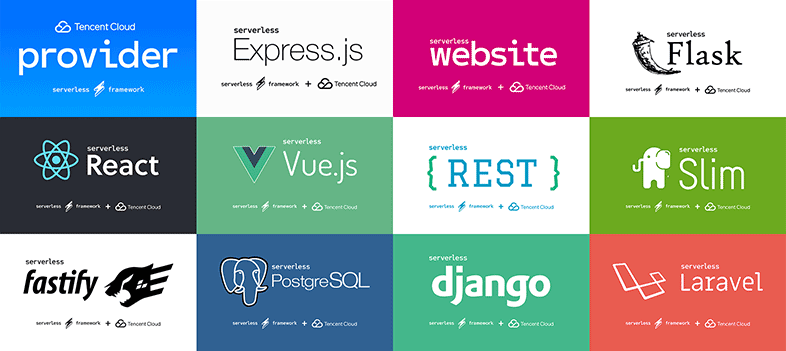 Tencent Cloud
provider
serverless framework
serverless
Express.js
serverless framework + Tencent Cloud
serverless
website
serverless framework + Tencent Cloud
serverless
Flask
serverless framework + Tencent Cloud
serverless
React
serverless framework + Tencent Cloud
serverless
Vue.js
serverless framework + Tencent Cloud
serverless
{ REST }
serverless framework + Tencent Cloud
serverless
Slim
serverless framework + Tencent Cloud
serverless
fastify
serverless framework + Tencent Cloud
serverless
PostgreSQL
serverless framework + Tencent Cloud
serverless
django
serverless framework + Tencent Cloud
serverless
Laravel
serverless framework + Tencent Cloud